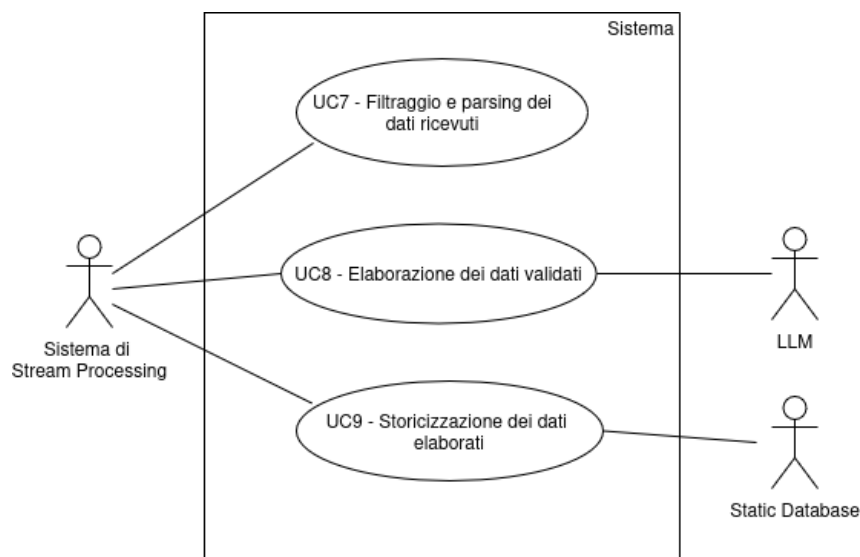 Sistema
UC7 - Filtraggio e parsing dei
dati ricevuti
UC8 - Elaborazione dei dati validati
LLM
Sistema di
Stream Processing
UC9 - Storicizzazione dei dati
elaborati
Static Database